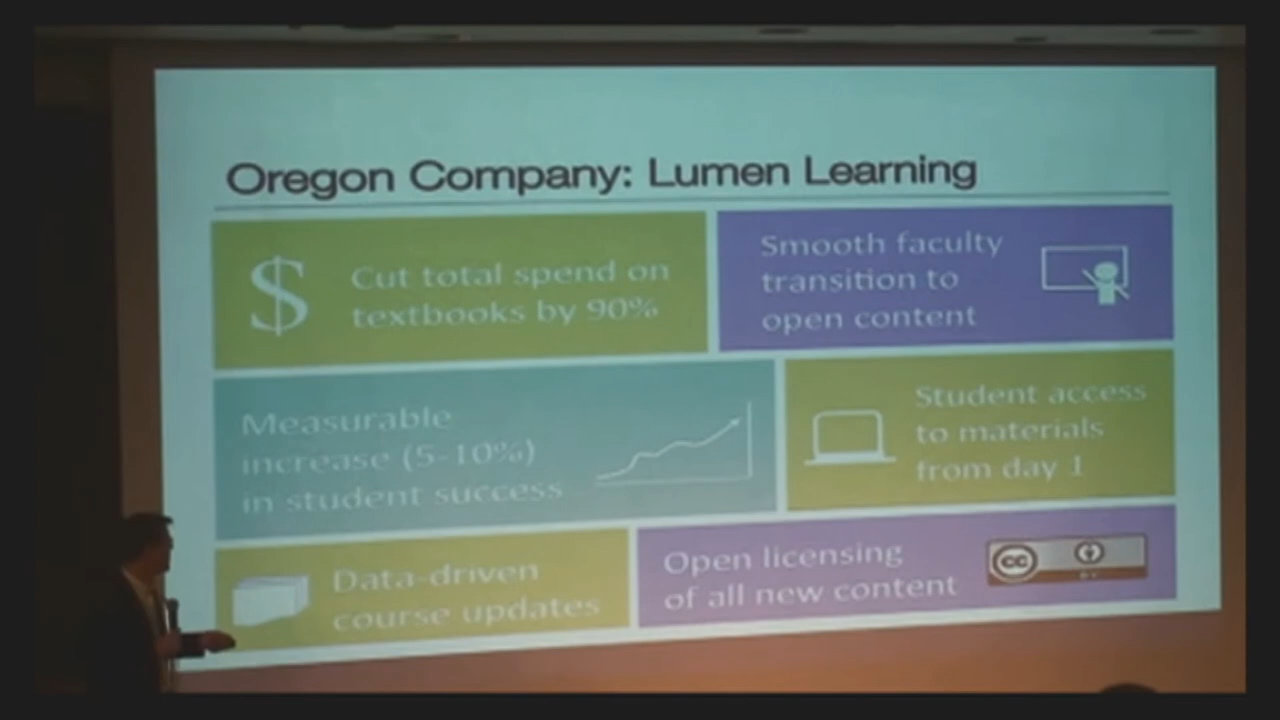 Oregon Company: Lumen Learning
$
Cut total spend on
textbooks by 90%
Smooth faculty
transition to
open content
Measurable
increase (5-10%)
in student success
Student access
to materials
from day 1
Data-driven
course updates
Open licensing
of all new content
cc
BY